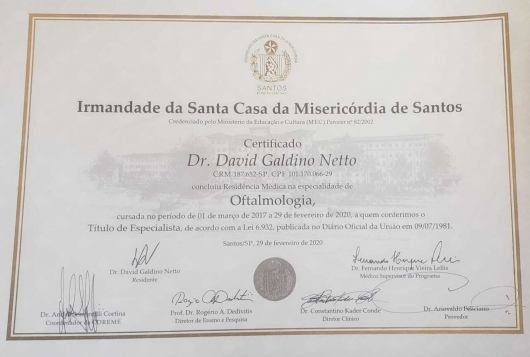 SANTOS
Irmandade da Santa Casa da Misericórdia de Santos
Credenciado pelo Ministério da Educação e Cultura (MEC) Parecer nº 82/2002
Certificado
Dr. David Galdino Netto
CRM 187.652-SP, CPF 101.370.066-29
concluiu Residência Médica na especialidade de
Oftalmologia,
cursada no período de 01 de março de 2017 a 29 de fevereiro de 2020, a quem conferimos o
Título de Especialista, de acordo com a Lei 6.932, publicada no Diário Oficial da União em 09/07/1981.
Santos/SP, 29 de fevereiro de 2020
Dr. David Galdino Netto
Residente
Dr. Fernando Henrique Vieira
Médico Supervisor do Programa
Dr. Cortina
Coordenador da COREME
Prof. Dr. Rogério A. Dedivitis
Diretor de Ensino e Pesquisa
Dr. Constantino Kader Conde
Diretor Clínico
Dr. Ariovaldo Feliciano
Provedor